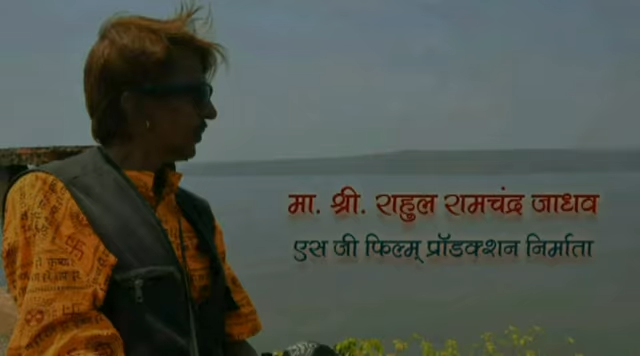 मा. श्री. राहुल रामचंद्र जाधव
एस जी फिल्म् प्रॉडक्शन निर्माता